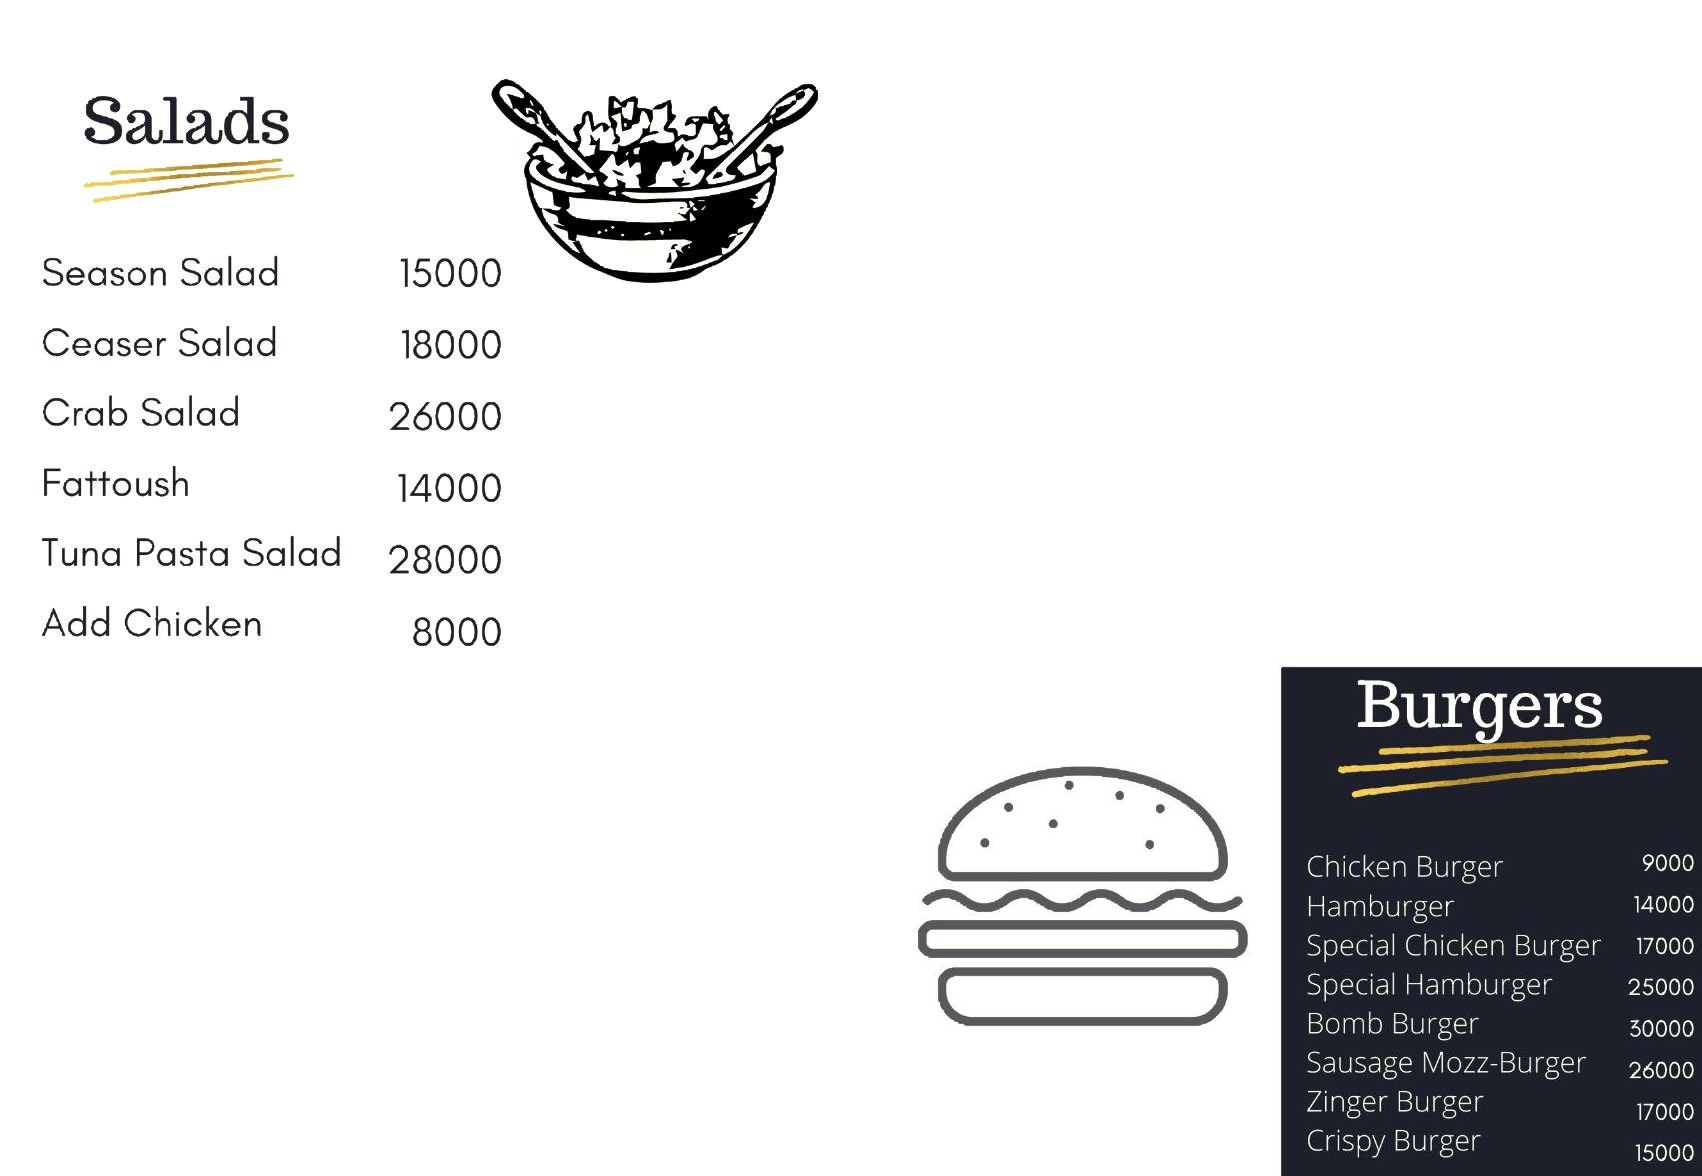 Salads
Season Salad 15000
Ceaser Salad 18000
Crab Salad 26000
Fattoush 14000
Tuna Pasta Salad 28000
Add Chicken 8000
Burgers
Chicken Burger 9000
Hamburger 14000
Special Chicken Burger 17000
Special Hamburger 25000
Bomb Burger 30000
Sausage Mozz-Burger 26000
Zinger Burger 17000
Crispy Burger 15000